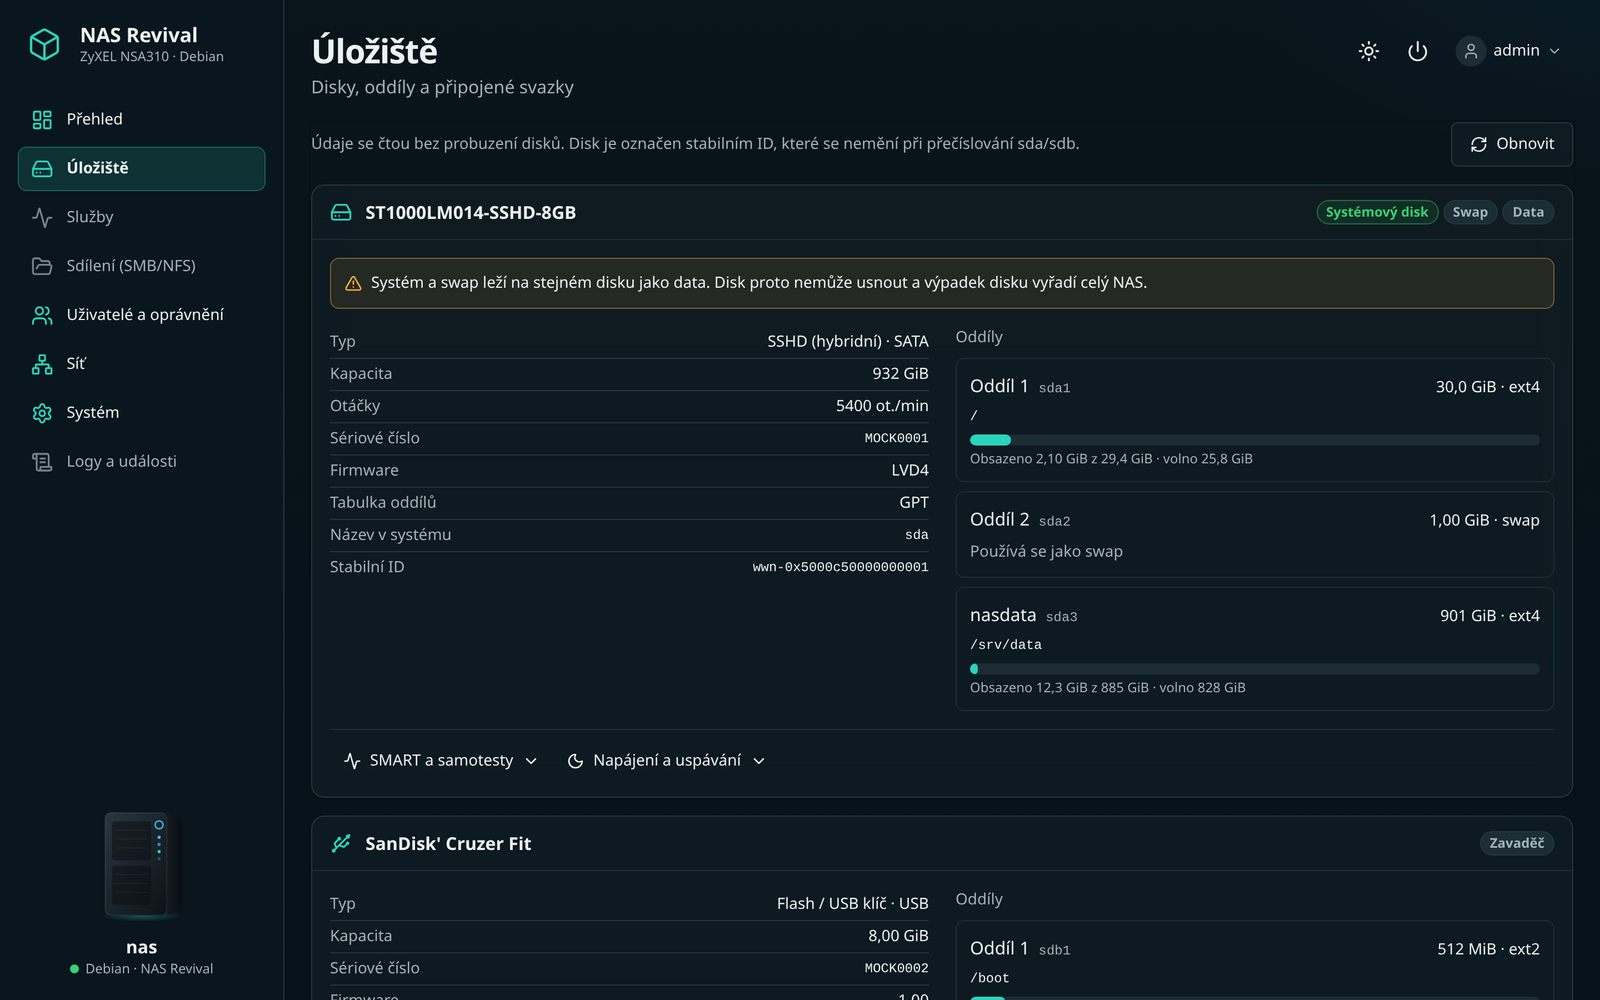 NAS Revival
ZyXEL NSA310 · Debian
Přehled
Úložiště
Služby
Sdílení (SMB/NFS)
Uživatelé a oprávnění
Síť
Systém
Logy a události
nas
Debian · NAS Revival
Úložiště
Disky, oddíly a připojené svazky
admin
Údaje se čtou bez probuzení disků. Disk je označen stabilním ID, které se nemění při přečíslování sda/sdb.
Obnovit
ST1000LM014-SSHD-8GB
Systémový disk Swap Data
Systém a swap leží na stejném disku jako data. Disk proto nemůže usnout a výpadek disku vyřadí celý NAS.
Typ SSHD (hybridní) · SATA
Kapacita 932 GiB
Otáčky 5400 ot./min
Sériové číslo MOCK0001
Firmware LVD4
Tabulka oddílů GPT
Název v systému sda
Stabilní ID wwn-0x5000c50000000001
Oddíly
Oddíl 1 sda1 30,0 GiB · ext4
/
Obsazeno 2,10 GiB z 29,4 GiB · volno 25,8 GiB
Oddíl 2 sda2 1,00 GiB · swap
Používá se jako swap
nasdata sda3 901 GiB · ext4
/srv/data
Obsazeno 12,3 GiB z 885 GiB · volno 828 GiB
SMART a samotesty
Napájení a uspávání
SanDisk' Cruzer Fit
Zavaděč
Typ Flash / USB klíč · USB
Kapacita 8,00 GiB
Sériové číslo MOCK0002
Firmware 1.00
Oddíly
Oddíl 1 sdb1 512 MiB · ext2
/boot